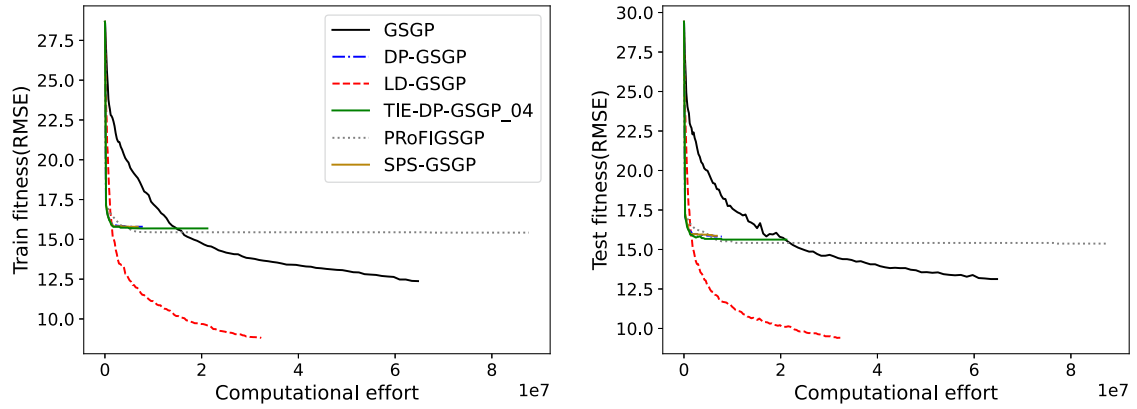 27.5
25.0
22.5
20.0
17.5
15.0
12.5
10.0
Train fitness(RMSE)
0
2
4
6
8
1e7
Computational effort
GSGP
DP-GSGP
LD-GSGP
TIE-DP-GSGP_04
PRoFIGSGP
SPS-GSGP
30.0
27.5
25.0
22.5
20.0
17.5
15.0
12.5
10.0
Test fitness(RMSE)
0
2
4
6
8
1e7
Computational effort